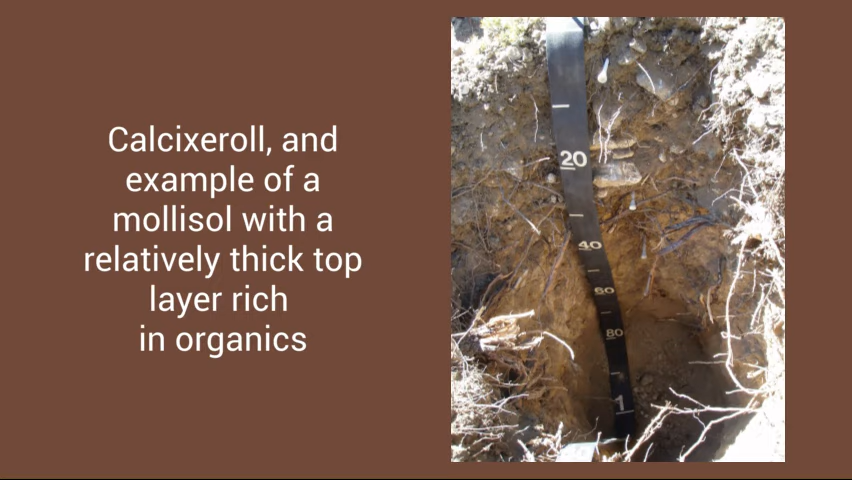 Calcixeroll, and
example of a
mollisol with a
relatively thick top
layer rich
in organics
20
40
60
80
1